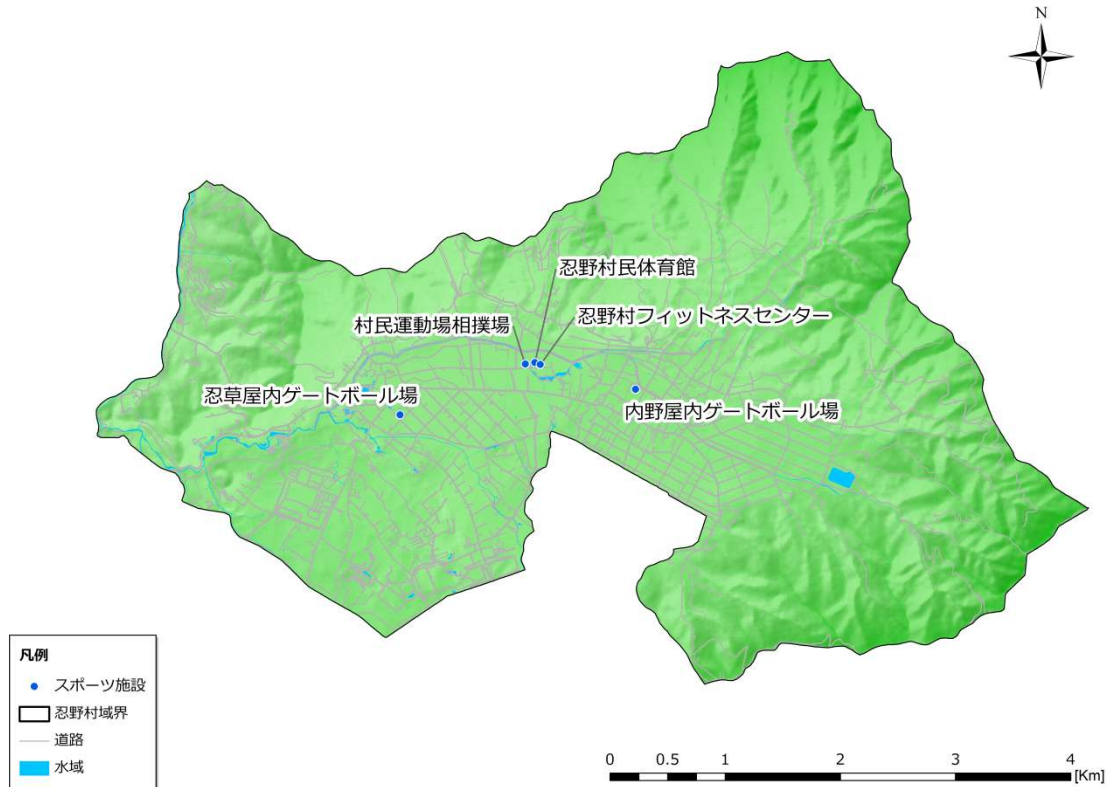 N
忍野村民体育館
忍野村フィットネスセンター
村民運動場相撲場
忍草屋内ゲートボール場
内野屋内ゲートボール場
凡例
スポーツ施設
忍野村域界
道路
水域
0 0.5 1 2 3 4
[Km]